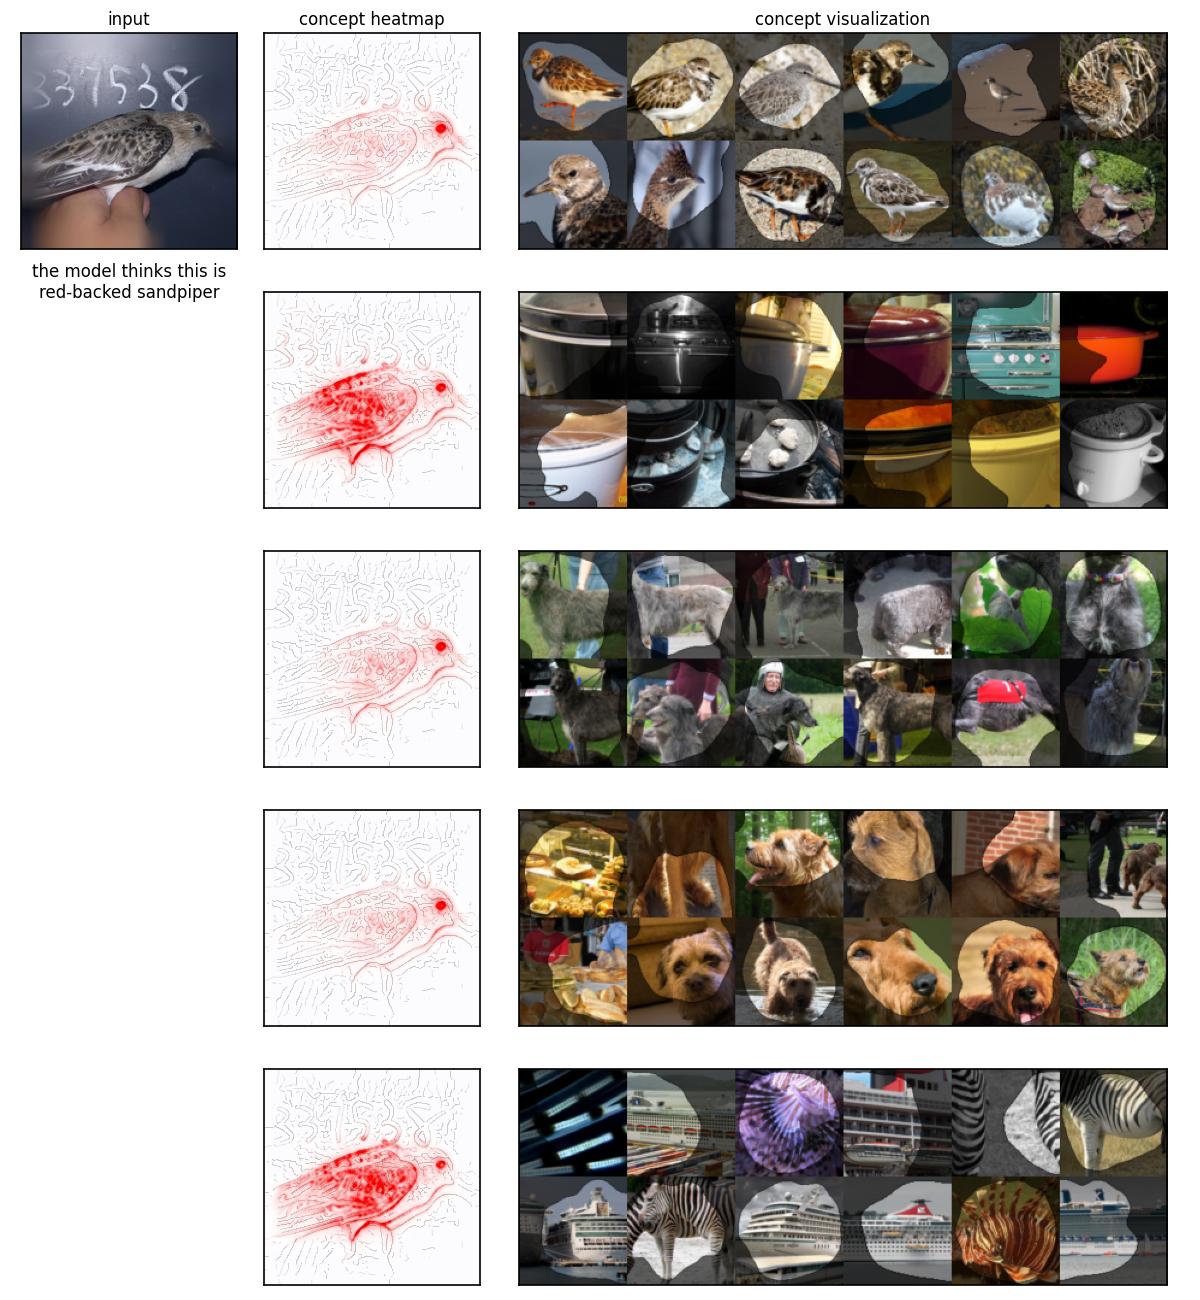 input
concept heatmap
concept visualization
337538
the model thinks this is
red-backed sandpiper